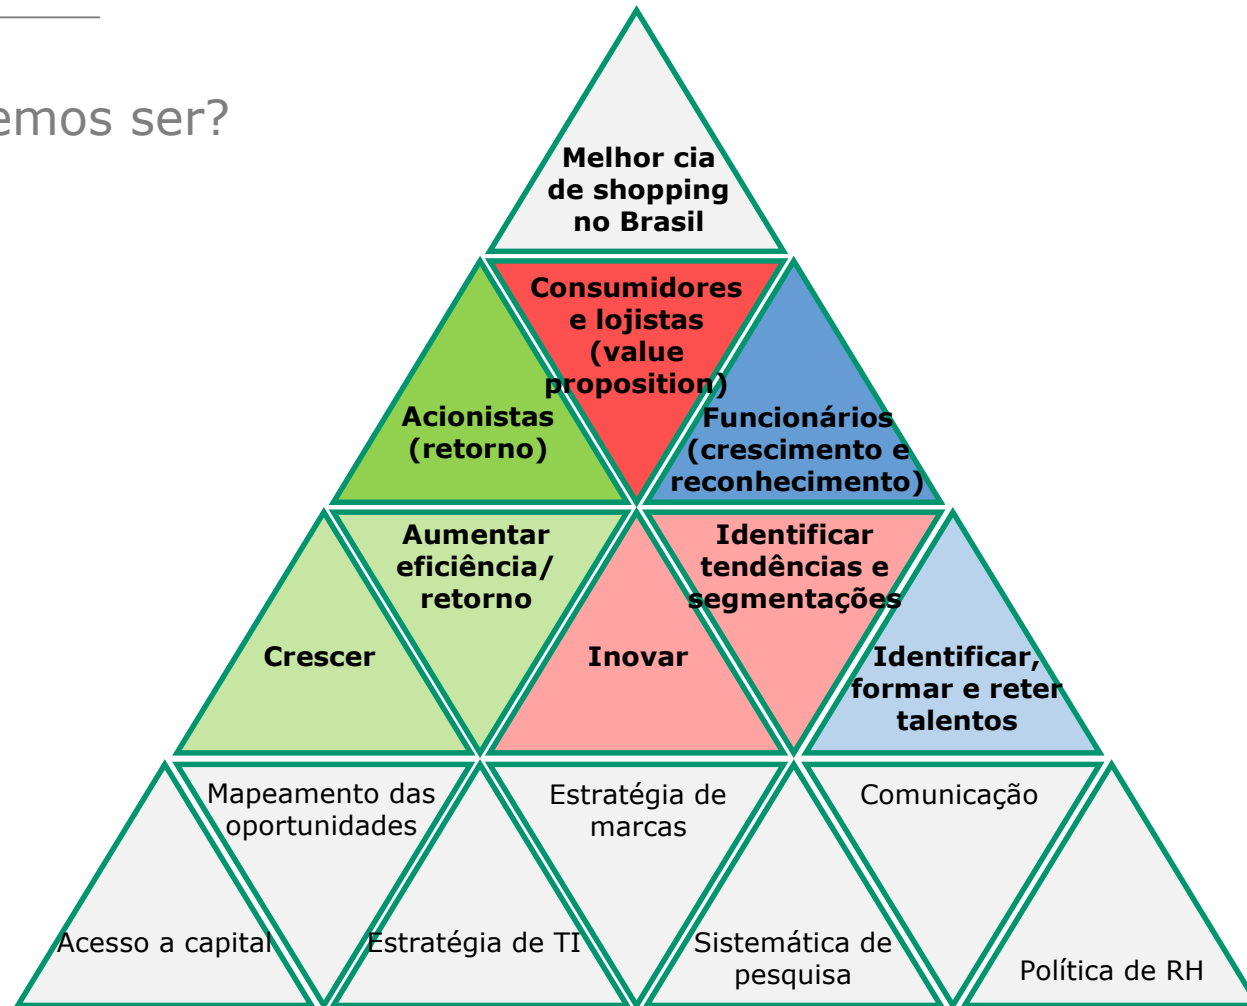 emos ser?
Melhor cia
de shopping
no Brasil
Consumidores
e lojistas
(value
proposition)
Acionistas
(retorno)
Funcionários
(crescimento e
reconhecimento)
Aumentar
eficiência/
retorno
Identificar
tendências e
segmentações
Crescer
Inovar
Identificar,
formar e reter
talentos
Mapeamento das
oportunidades
Estratégia de
marcas
Comunicação
Acesso a capital
Estratégia de TI
Sistemática de
pesquisa
Política de RH